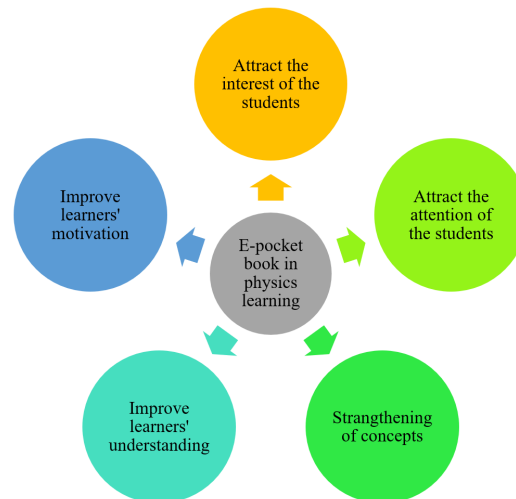 Attract the
interest of the
students
Attract the
attention of
the students
Strangthening
of concepts
Improve
learners'
understanding
Improve
learners'
motivation
E-pocket
book in
physics
learning